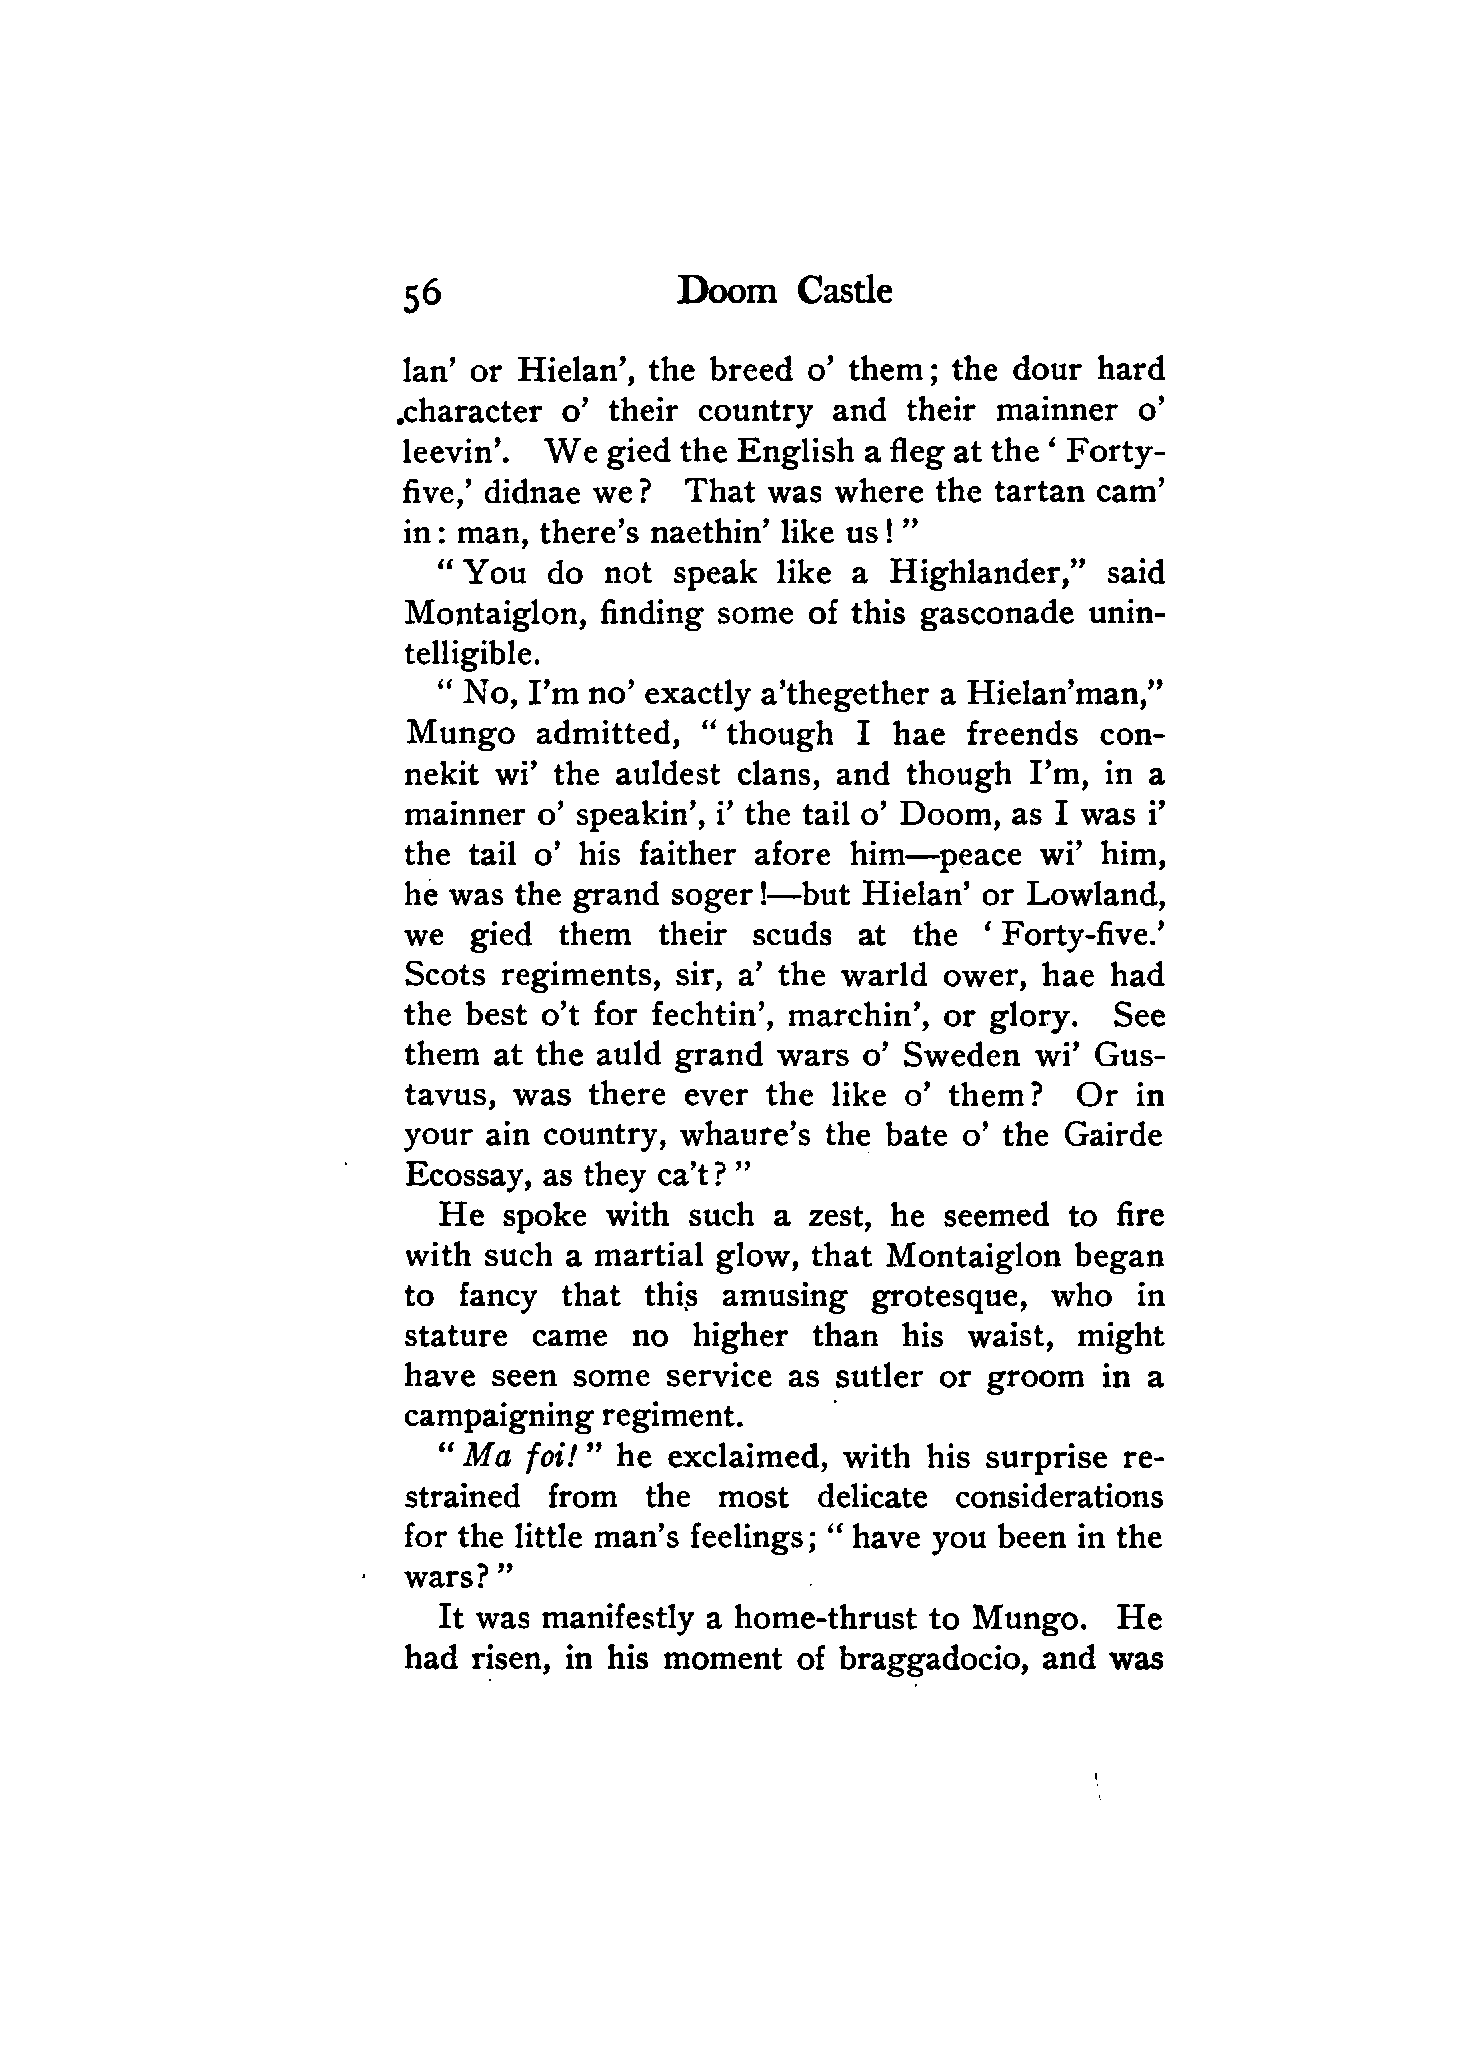 56 Doom Castle
lan' or Hielan', the breed o' them; the dour hard
character o' their country and their mainner o'
leevin'. We gied the English a fleg at the 'Forty-
five,' didnae we? That was where the tartan cam'
in: man, there's naethin' like us!"
"You do not speak like a Highlander," said
Montaiglon, finding some of this gasconade unin-
telligible.
"No, I'm no' exactly a'thegether a Hielan'man,"
Mungo admitted, "though I hae freends con-
nekit wi' the auldest clans, and though I'm, in a
mainner o' speakin', i' the tail o' Doom, as I was i'
the tail o' his faither afore him—peace wi' him,
he was the grand soger!—but Hielan' or Lowland,
we gied them their scuds at the 'Forty-five.'
Scots regiments, sir, a' the warld ower, hae had
the best o't for fechtin', marchin', or glory. See
them at the auld grand wars o' Sweden wi' Gus-
tavus, was there ever the like o' them? Or in
your ain country, whaure's the bate o' the Gairde
Ecossay, as they ca't?"
He spoke with such a zest, he seemed to fire
with such a martial glow, that Montaiglon began
to fancy that this amusing grotesque, who in
stature came no higher than his waist, might
have seen some service as sutler or groom in a
campaigning regiment.
"Ma foi!" he exclaimed, with his surprise re-
strained from the most delicate considerations
for the little man's feelings; "have you been in the
wars?"
It was manifestly a home-thrust to Mungo. He
had risen, in his moment of braggadocio, and was